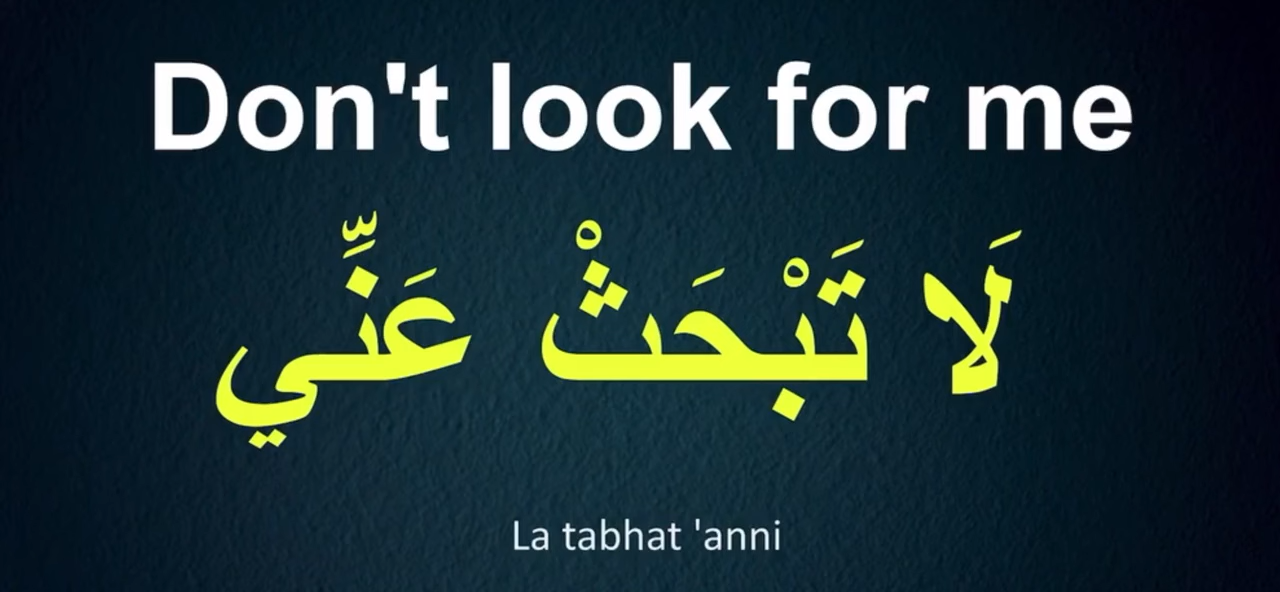 Don't look for me
لَا تَبْحَثْ عَنِّي
La tabhat 'anni